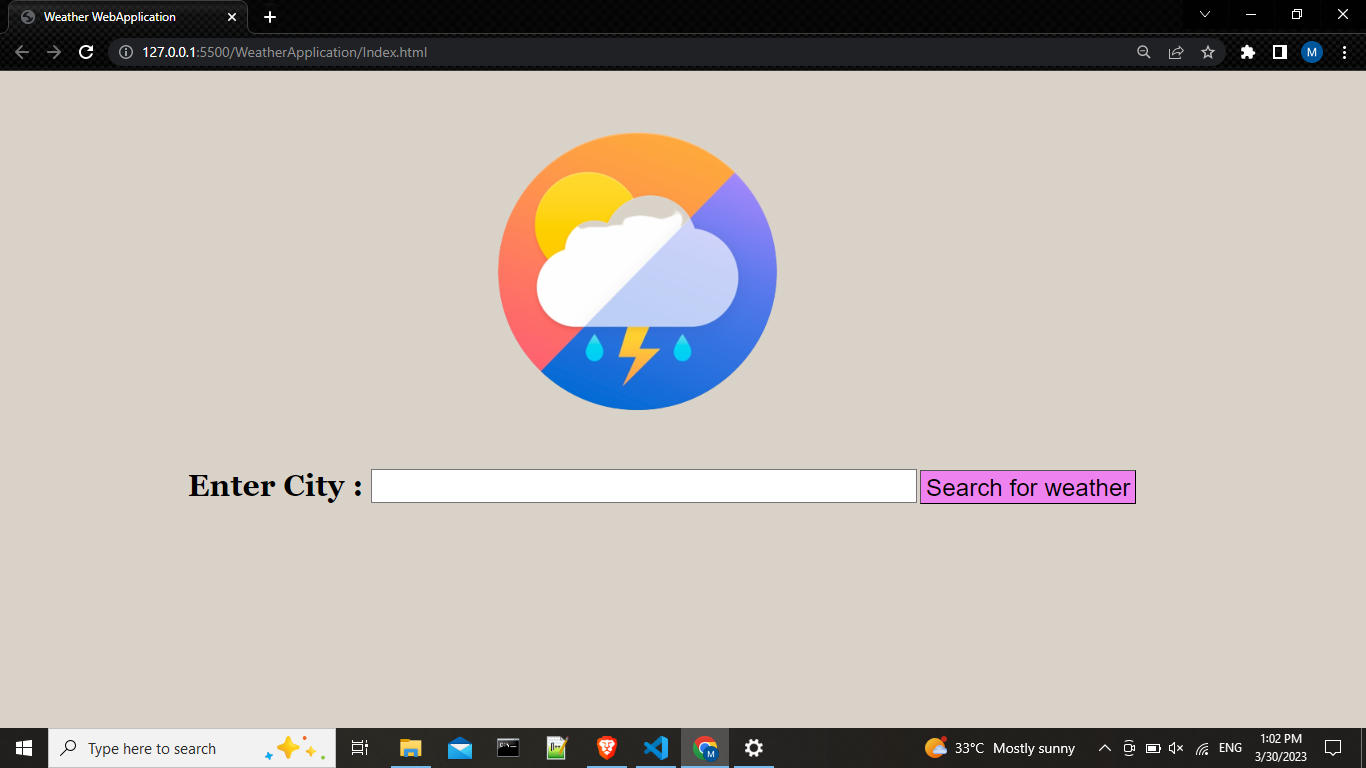 Weather WebApplication
127.0.0.1:5500/WeatherApplication/Index.html
M
Enter City :
Search for weather
Type here to search
33°C Mostly sunny
ENG
1:02 PM
3/30/2023